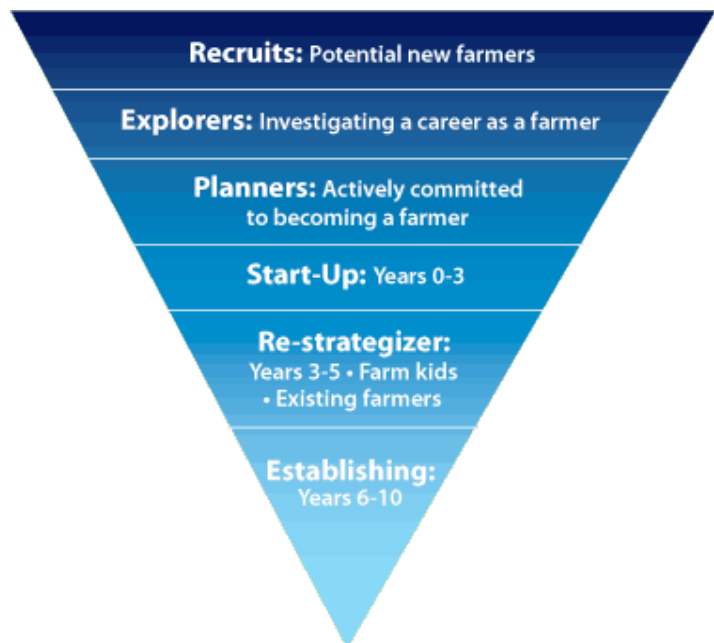 Recruits: Potential new farmers
Explorers: Investigating a career as a farmer
Planners: Actively committed
to becoming a farmer
Start-Up: Years 0-3
Re-strategizer:
Years 3-5 • Farm kids
• Existing farmers
Establishing:
Years 6-10